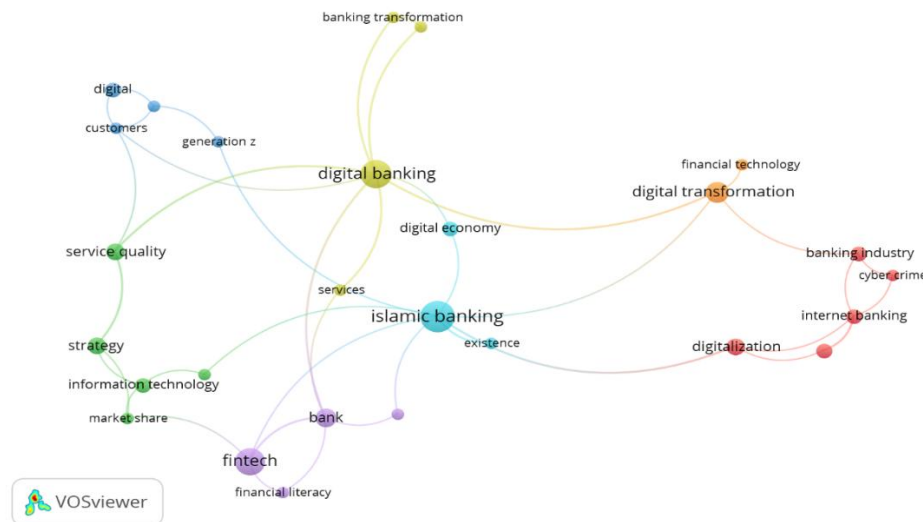 banking transformation
digital
customers
generation z
digital banking
financial technology
digital transformation
digital economy
service quality
banking industry
cyber crime
services
islamic banking
internet banking
existence
digitalization
strategy
information technology
market share
bank
fintech
financial literacy
VOSviewer